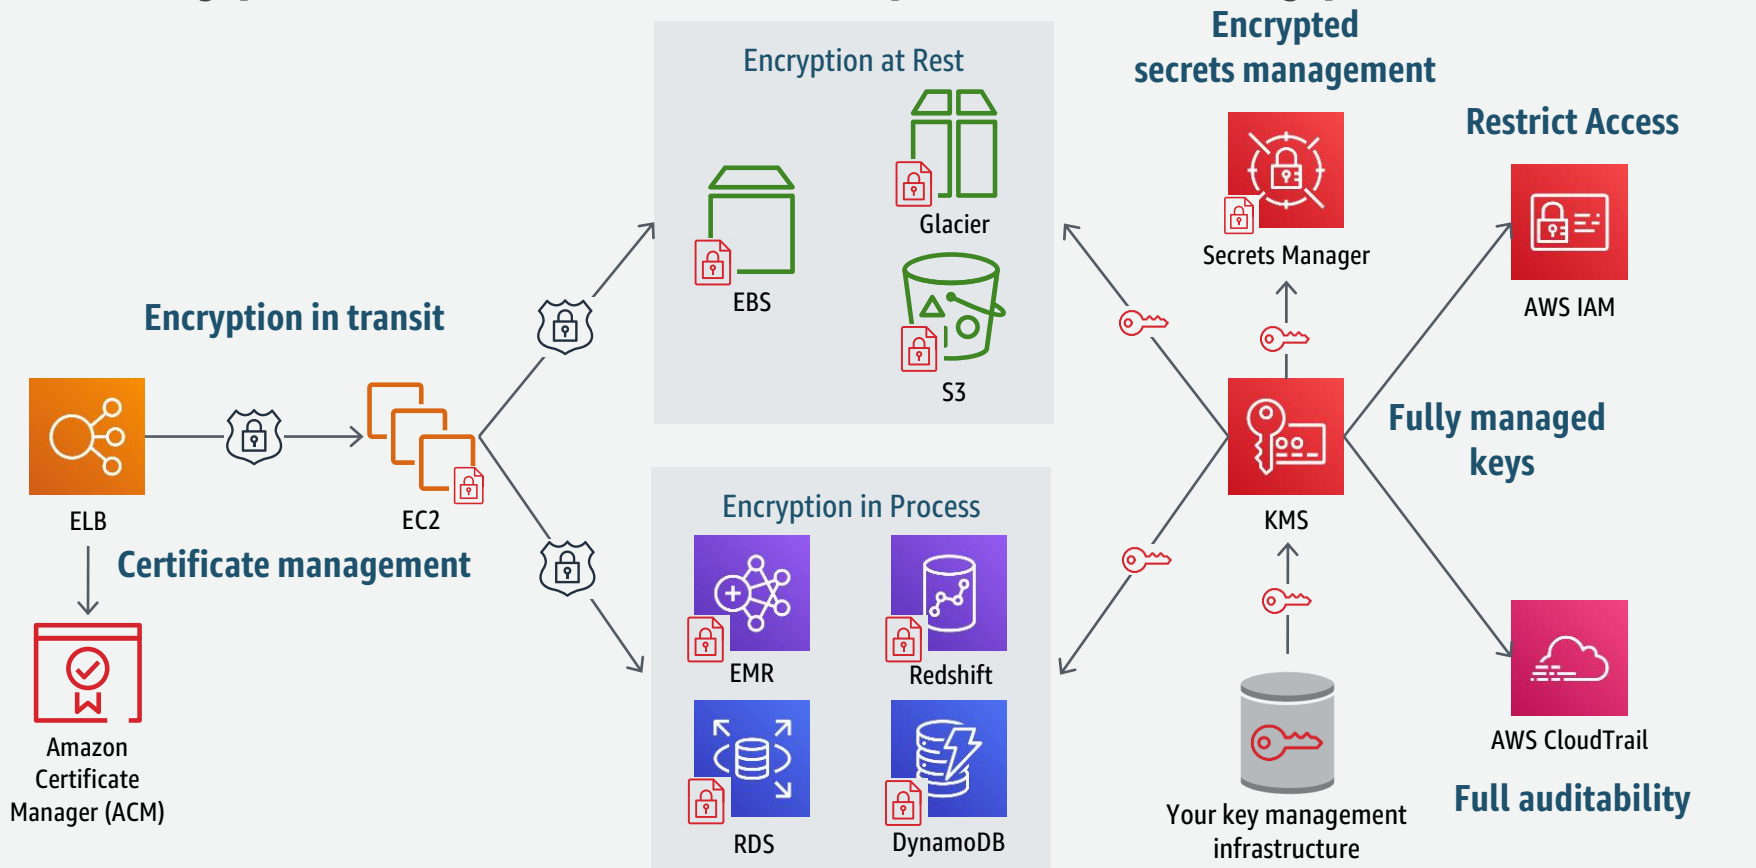 Encrypted
secrets management
Encryption at Rest
Restrict Access
Glacier
Secrets Manager
EBS
AWS IAM
Encryption in transit
S3
Fully managed
keys
ELB
EC2
KMS
Encryption in Process
Certificate management
EMR
Redshift
Amazon
Certificate
Manager (ACM)
AWS CloudTrail
Full auditability
RDS
DynamoDB
Your key management
infrastructure